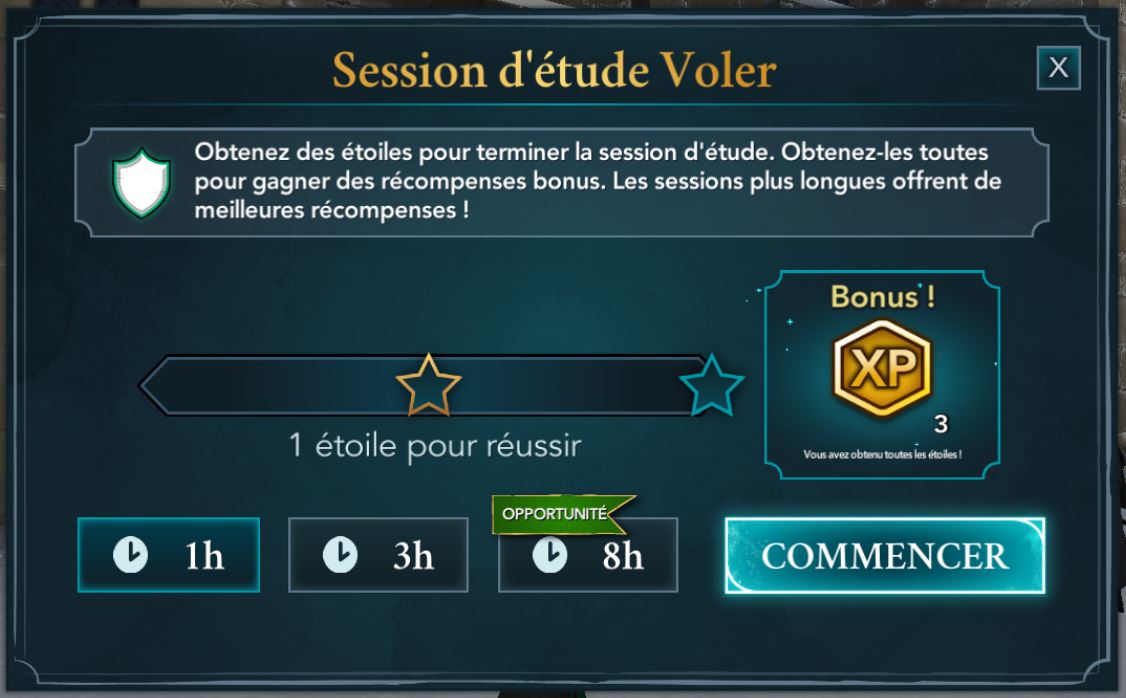 Session d'étude Voler
X
Obtenez des étoiles pour terminer la session d'étude. Obtenez-les toutes
pour gagner des récompenses bonus. Les sessions plus longues offrent de
meilleures récompenses !
Bonus !
XP
3
Vous avez obtenu toutes les étoiles !
1 étoile pour réussir
OPPORTUNITÉ
1h
3h
8h
COMMENCER